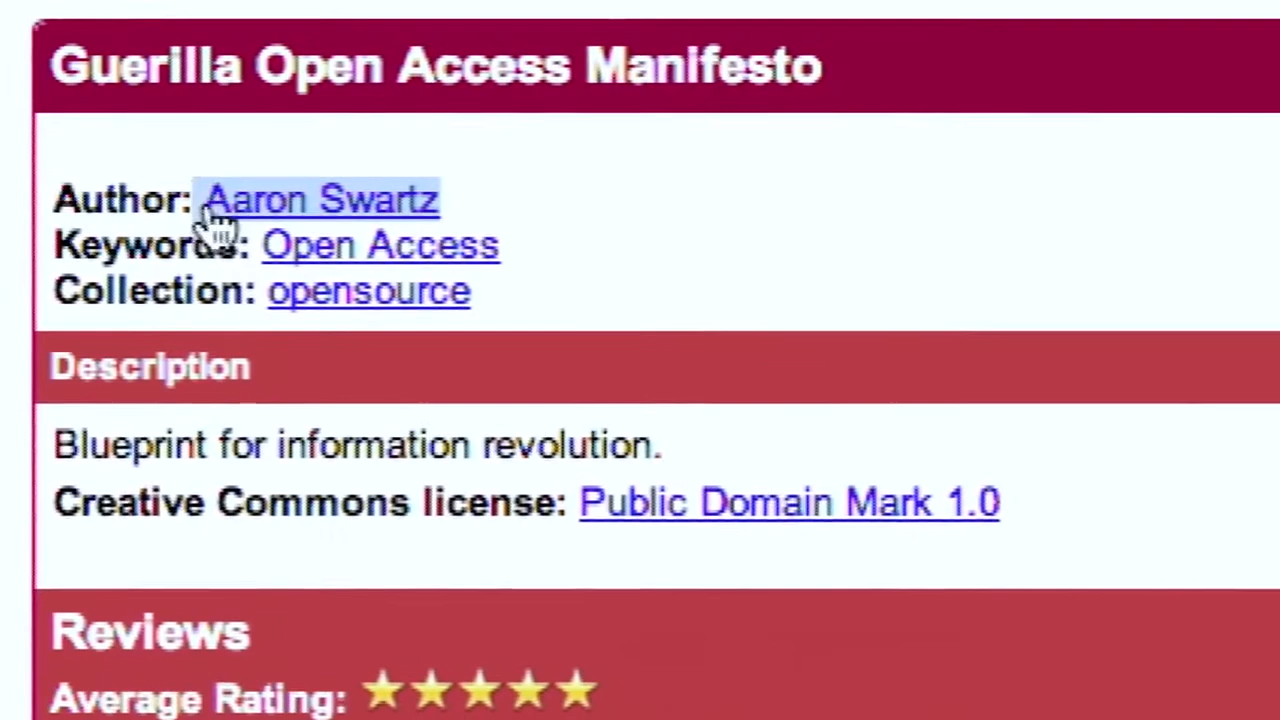 Guerilla Open Access Manifesto
Author: Aaron Swartz
Keywords: Open Access
Collection: opensource
Description
Blueprint for information revolution.
Creative Commons license: Public Domain Mark 1.0
Reviews
Average Rating: